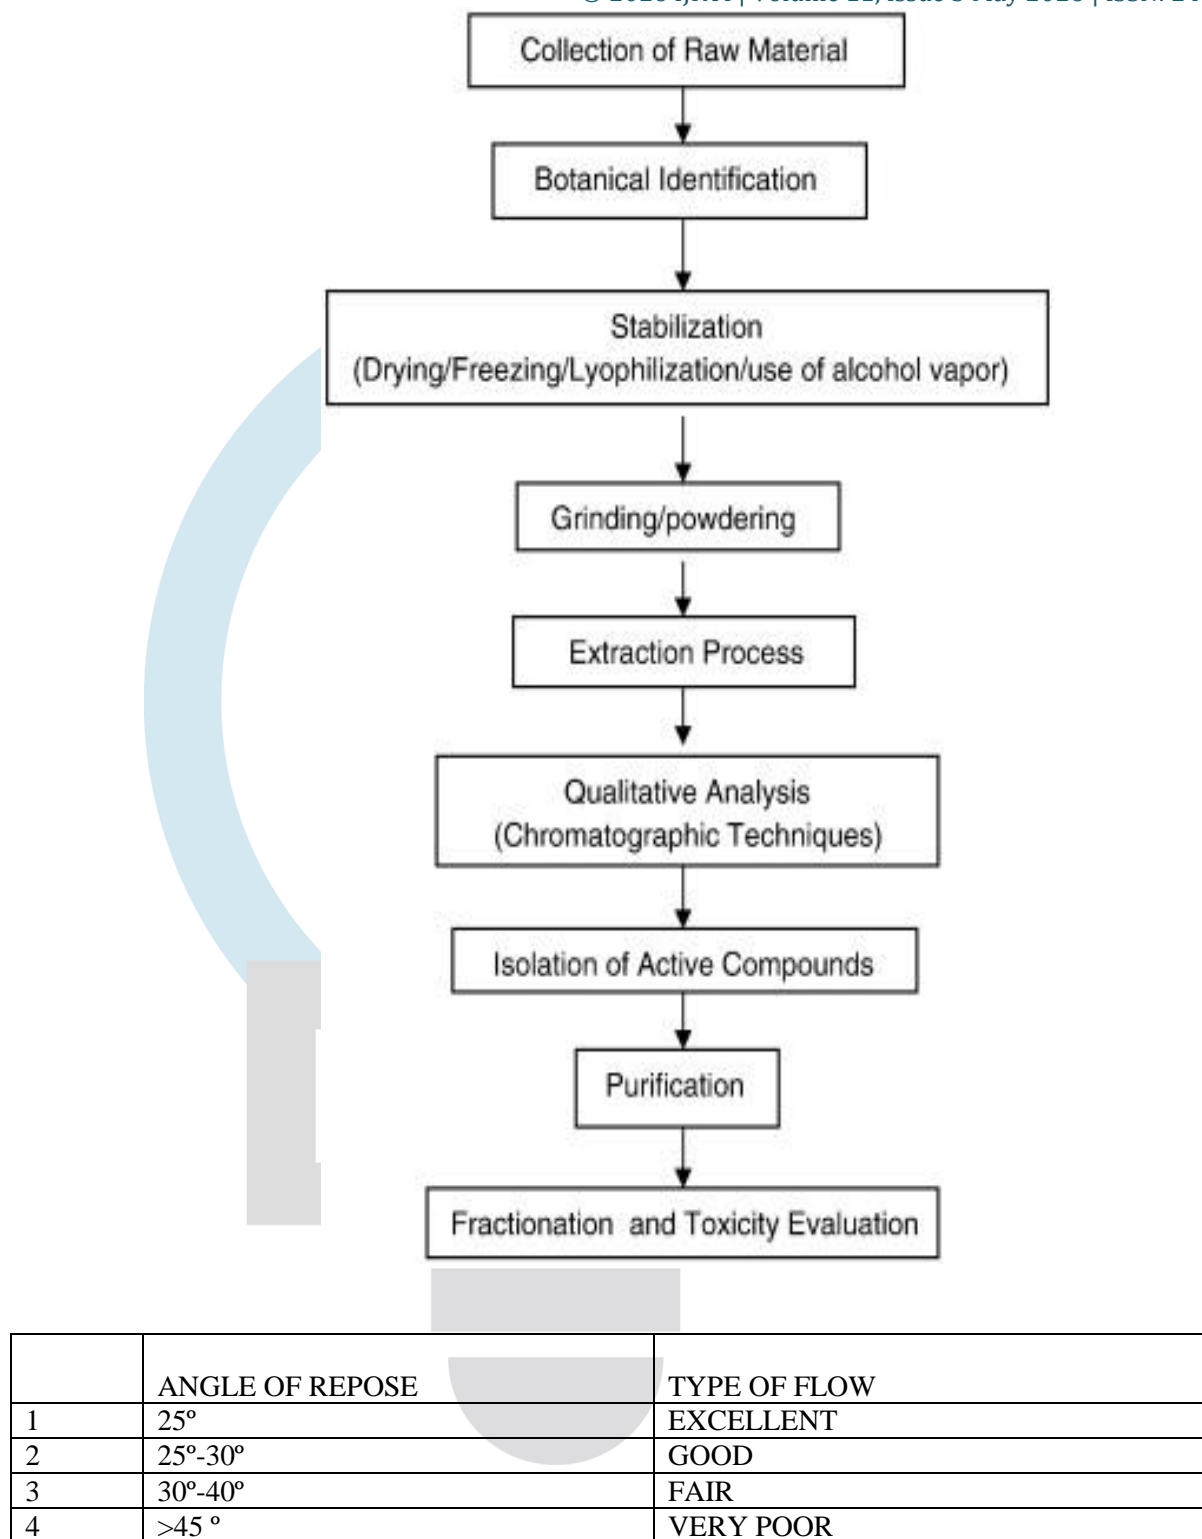 Collection of Raw Material
Botanical Identification
Stabilization
(Drying/Freezing/Lyophilization/use of alcohol vapor)
Grinding/powdering
Extraction Process
Qualitative Analysis
(Chromatographic Techniques)
Isolation of Active Compounds
Purification
Fractionation and Toxicity Evaluation
ANGLE OF REPOSE TYPE OF FLOW
1 25º EXCELLENT
2 25º-30º GOOD
3 30º-40º FAIR
4 >45 º VERY POOR